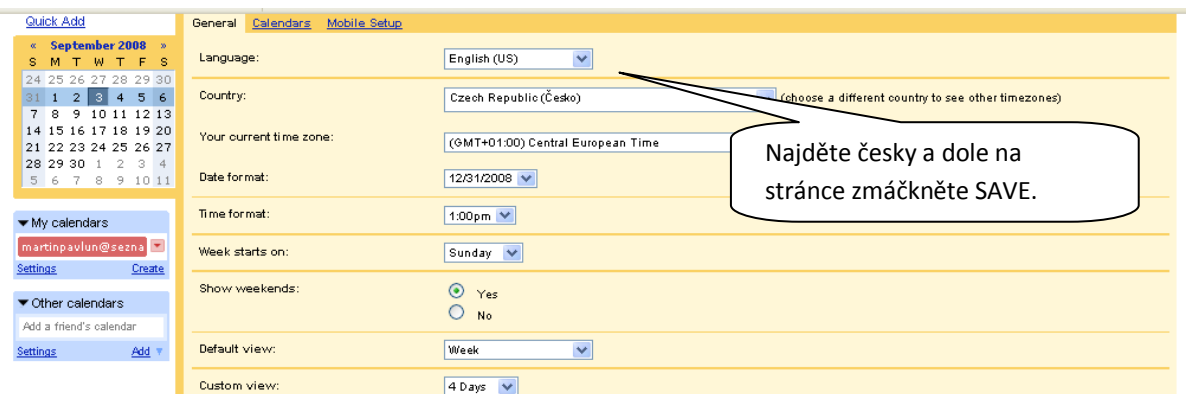 Quick Add
« September 2008 »
S M T W T F S
24 25 26 27 28 29 30
31 1 2 3 4 5 6
7 8 9 10 11 12 13
14 15 16 17 18 19 20
21 22 23 24 25 26 27
28 29 30 1 2 3 4
5 6 7 8 9 10 11
▼ My calendars
martinpavlun@sezna
Settings Create
▼ Other calendars
Add a friend's calendar
Settings Add ▼
General Calendars Mobile Setup
Language: English (US)
Country: Czech Republic (Česko) (choose a different country to see other timezones)
Your current time zone: (GMT+01:00) Central European Time
Date format: 12/31/2008
Time format: 1:00pm
Week starts on: Sunday
Show weekends: Yes
No
Default view: Week
Custom view: 4 Days
Najděte česky a dole na
stránce zmáčkněte SAVE.